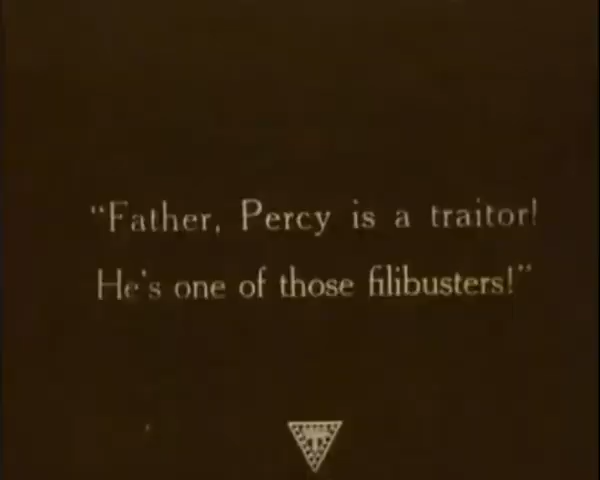 "Father, Percy is a traitor!
He's one of those filibusters!"